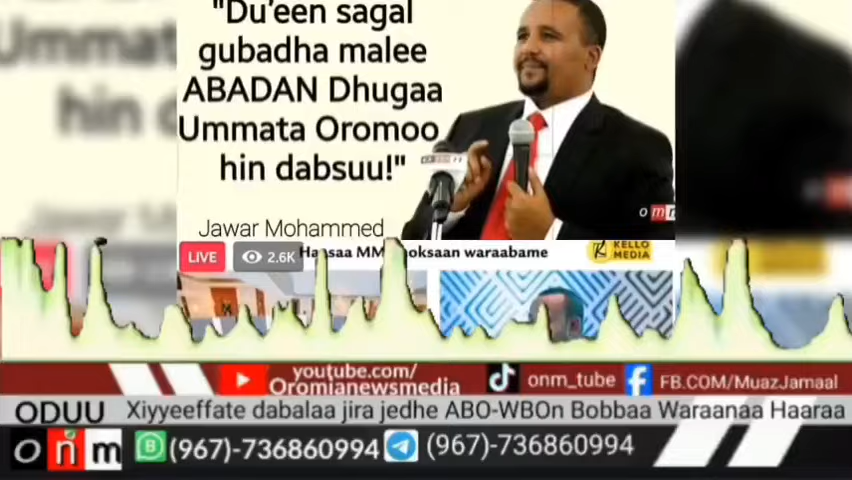 "Du'een sagal
gubadha malee
ABADAN Dhugaa
Ummata Oromoo
hin dabsuu!"
Jawar Mohammed
LIVE 2.6K
waraabame
KELLO
MEDIA
youtube.com/
Oromianewsmedia
onm_tube
FB.COM/MuazJamaal
ODUU Xiyyeeffate dabalaa jira jedhe ABO-WBOn Bobbaa Waraanaa Haaraa
onm (967)-736860994 (967)-736860994